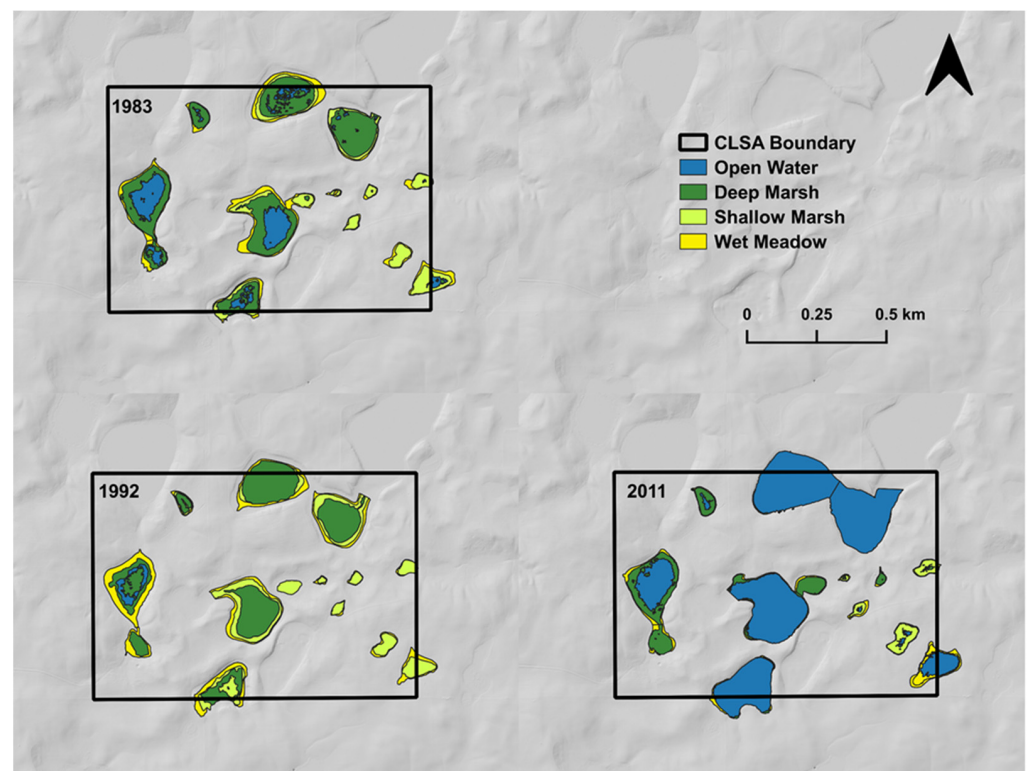 1983
CLSA Boundary
Open Water
Deep Marsh
Shallow Marsh
Wet Meadow
0 0.25 0.5 km
1992
2011